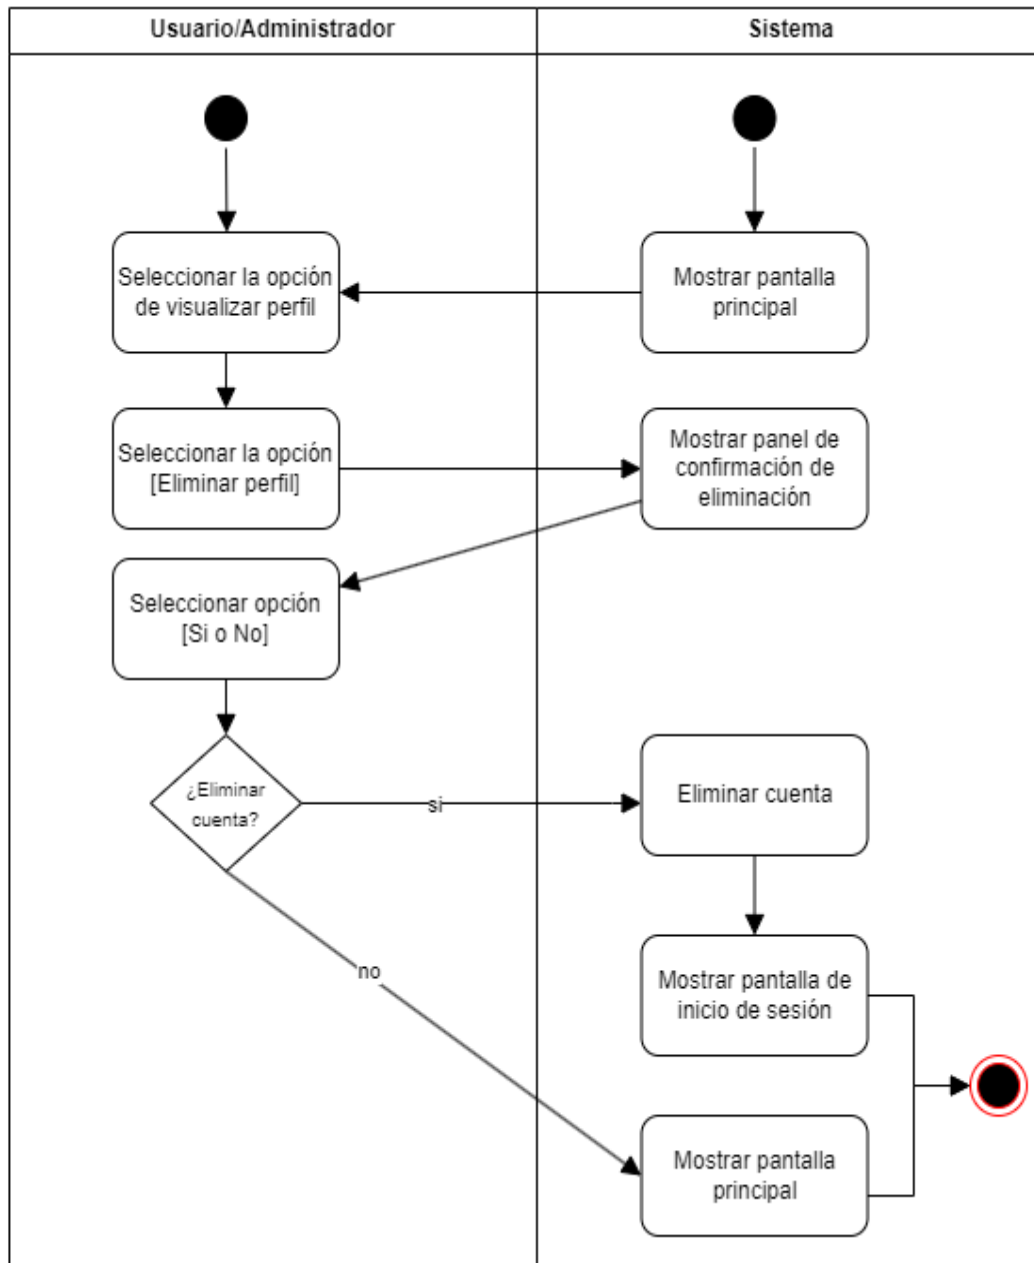 Usuario/Administrador
Sistema
Seleccionar la opción
de visualizar perfil
Mostrar pantalla
principal
Seleccionar la opción
[Eliminar perfil]
Mostrar panel de
confirmación de
eliminación
Seleccionar opción
[Si o No]
¿Eliminar
cuenta?
si
Eliminar cuenta
no
Mostrar pantalla de
inicio de sesión
Mostrar pantalla
principal